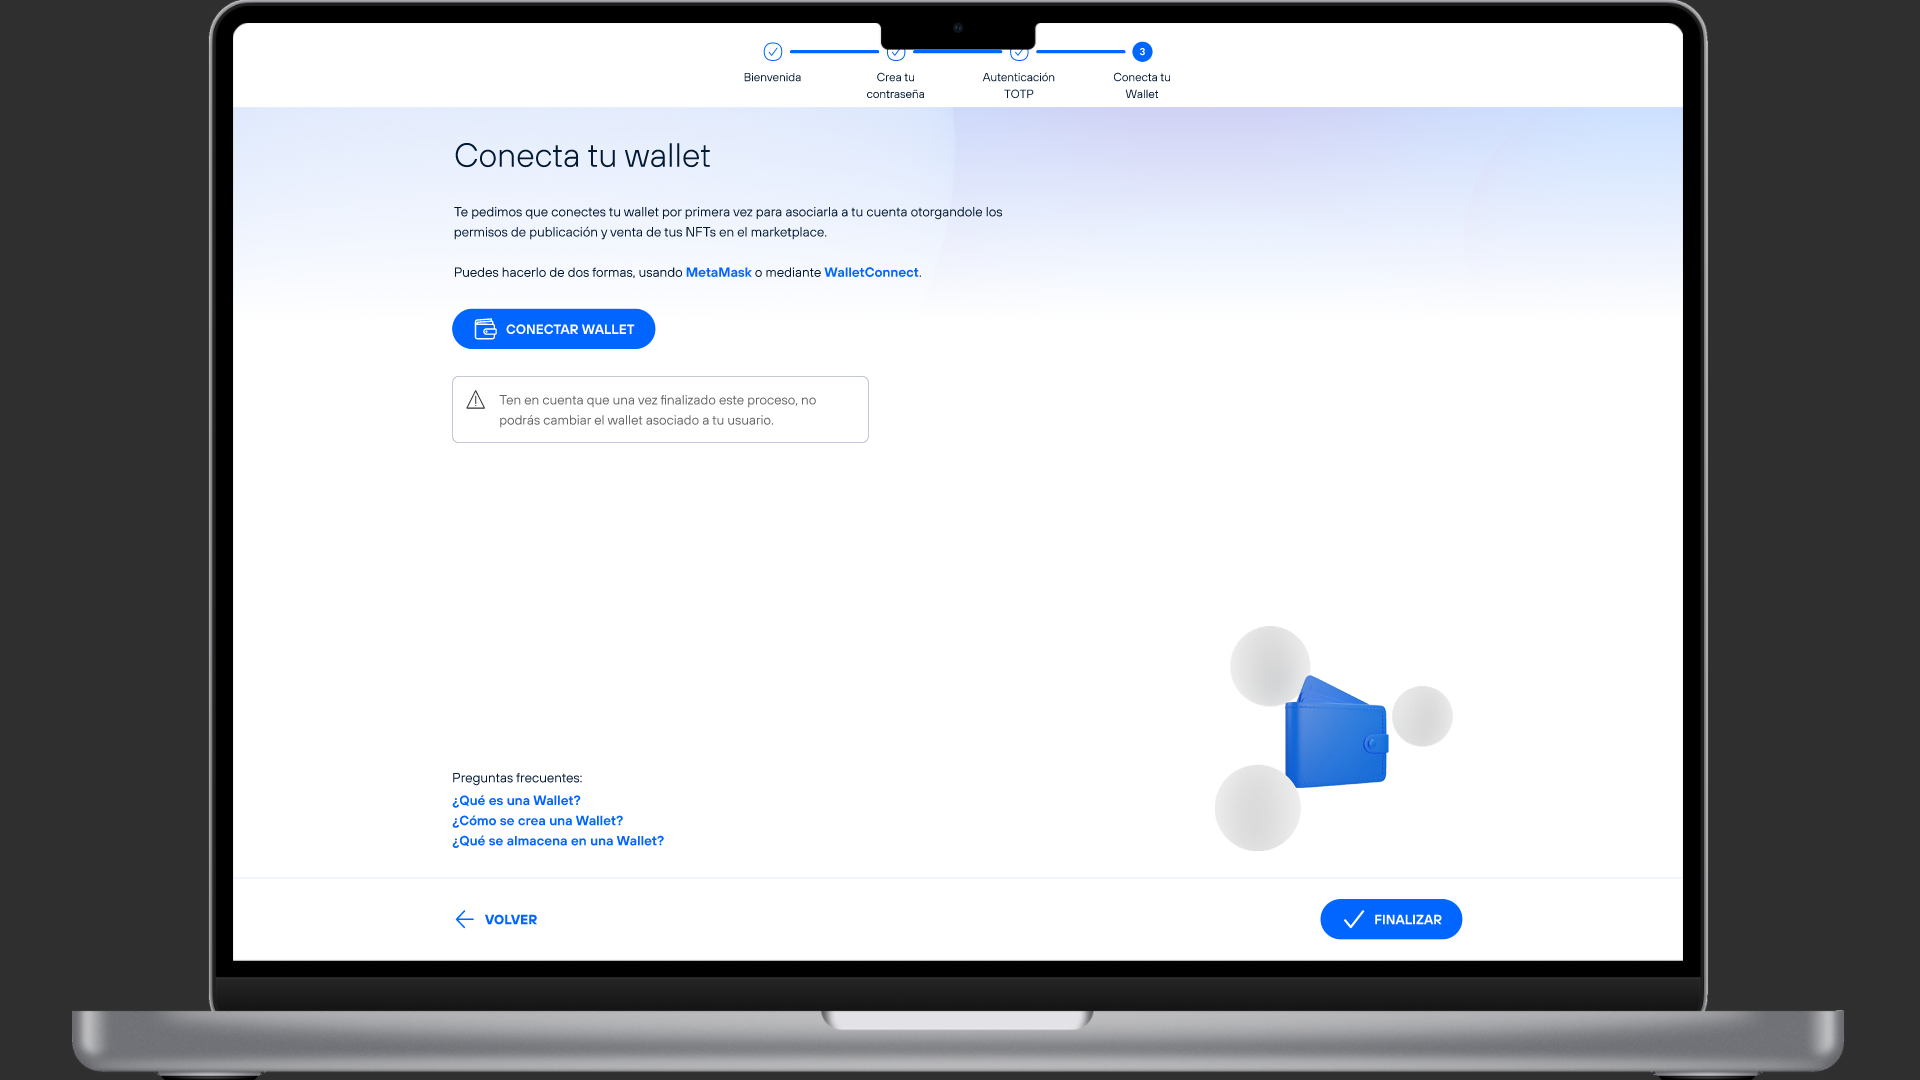 3
Bienvenida
Crea tu
contraseña
Autenticación
TOTP
Conecta tu
Wallet
Conecta tu wallet
Te pedimos que conectes tu wallet por primera vez para asociarla a tu cuenta otorgandole los
permisos de publicación y venta de tus NFTs en el marketplace.
Puedes hacerlo de dos formas, usando MetaMask o mediante WalletConnect.
CONECTAR WALLET
Ten en cuenta que una vez finalizado este proceso, no
podrás cambiar el wallet asociado a tu usuario.
Preguntas frecuentes:
¿Qué es una Wallet?
¿Cómo se crea una Wallet?
¿Qué se almacena en una Wallet?
VOLVER
FINALIZAR